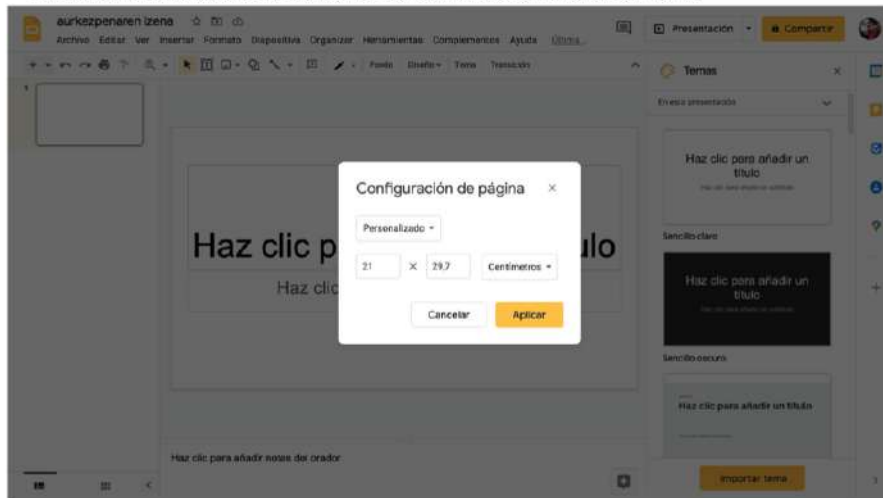 aurkezpenaren izena
Archivo Editar Ver Insertar Formato Diapositiva Organizar Herramientas Complementos Ayuda Última...
Presentación
Compartir
Fondo Diseño Tema Transición
Temas
En esta presentación
1
Haz clic para añadir un
título
Sencillo claro
Configuración de página
Personalizado
21 × 29,7 Centímetros
Cancelar Aplicar
Haz clic p
ulo
Haz clic
Haz clic para añadir un
título
Sencillo oscuro
Haz clic para añadir un título
Haz clic para añadir notas del orador
Importar tema